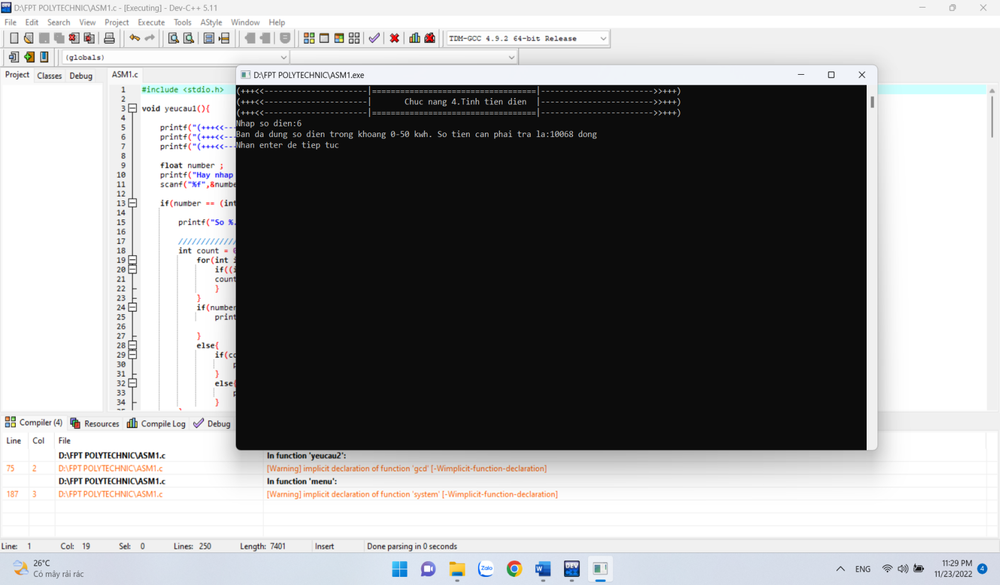 D:\FPT POLYTECHNIC\ASM1.c - [Executing] - Dev-C++ 5.11
File Edit Search View Project Execute Tools AStyle Window Help
TDM-GCC 4.9.2 64-bit Release
(globals)
Project Classes Debug
ASM1.c
1 #include <stdio.h>
2
3 void yeucau1(){
4
5 printf("(+++<<---
6 printf("(+++<<---
7 printf("(+++<<---
8
9 float number ;
10 printf("Hay nhap
11 scanf("%f",&numbe
12
13 if(number == (int
14
15 printf("So %.
16
17 /////////////
18 int count = 0
19 for(int i
20 if((i
21 count
22 }
23 }
24 if(number
25 print
26
27 }
28 else{
29 if(co
30 p
31 }
32 else{
33 p
34 }
D:\FPT POLYTECHNIC\ASM1.exe
(+++<<----------------------|===================================|------------------------>>+++)
(+++<<----------------------| Chuc nang 4.Tinh tien dien |------------------------>>+++)
(+++<<----------------------|===================================|------------------------>>+++)
Nhap so dien:6
Ban da dung so dien trong khoang 0-50 kwh. So tien can phai tra la:10068 dong
Nhan enter de tiep tuc
Compiler (4) Resources Compile Log Debug
Line Col File
D:\FPT POLYTECHNIC\ASM1.c In function 'yeucau2':
75 2 D:\FPT POLYTECHNIC\ASM1.c [Warning] implicit declaration of function 'gcd' [-Wimplicit-function-declaration]
D:\FPT POLYTECHNIC\ASM1.c In function 'menu':
187 3 D:\FPT POLYTECHNIC\ASM1.c [Warning] implicit declaration of function 'system' [-Wimplicit-function-declaration]
Line: 1 Col: 19 Sel: 0 Lines: 250 Length: 7401 Insert Done parsing in 0 seconds
26°C
Có mây rải rác
Zalo
W
DEV
ENG
11:29 PM
11/23/2022
4